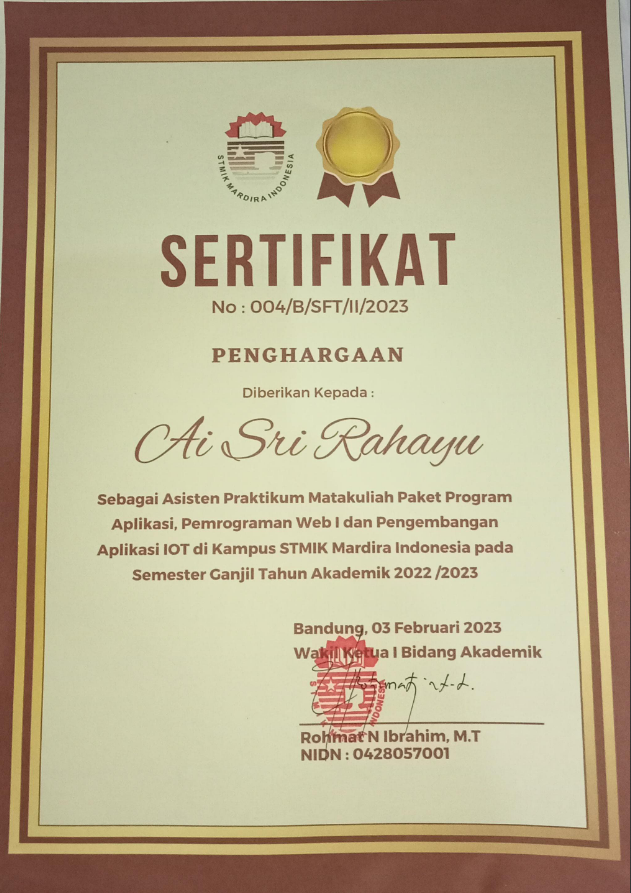 STMIK MARDIRA INDONESIA
SERTIFIKAT
No : 004/B/SFT/II/2023
PENGHARGAAN
Diberikan Kepada :
Ai Sri Rahayu
Sebagai Asisten Praktikum Matakuliah Paket Program
Aplikasi, Pemrograman Web I dan Pengembangan
Aplikasi IOT di Kampus STMIK Mardira Indonesia pada
Semester Ganjil Tahun Akademik 2022 /2023
Bandung, 03 Februari 2023
Wakil Ketua I Bidang Akademik
Rohmat N Ibrahim, M.T
NIDN : 0428057001